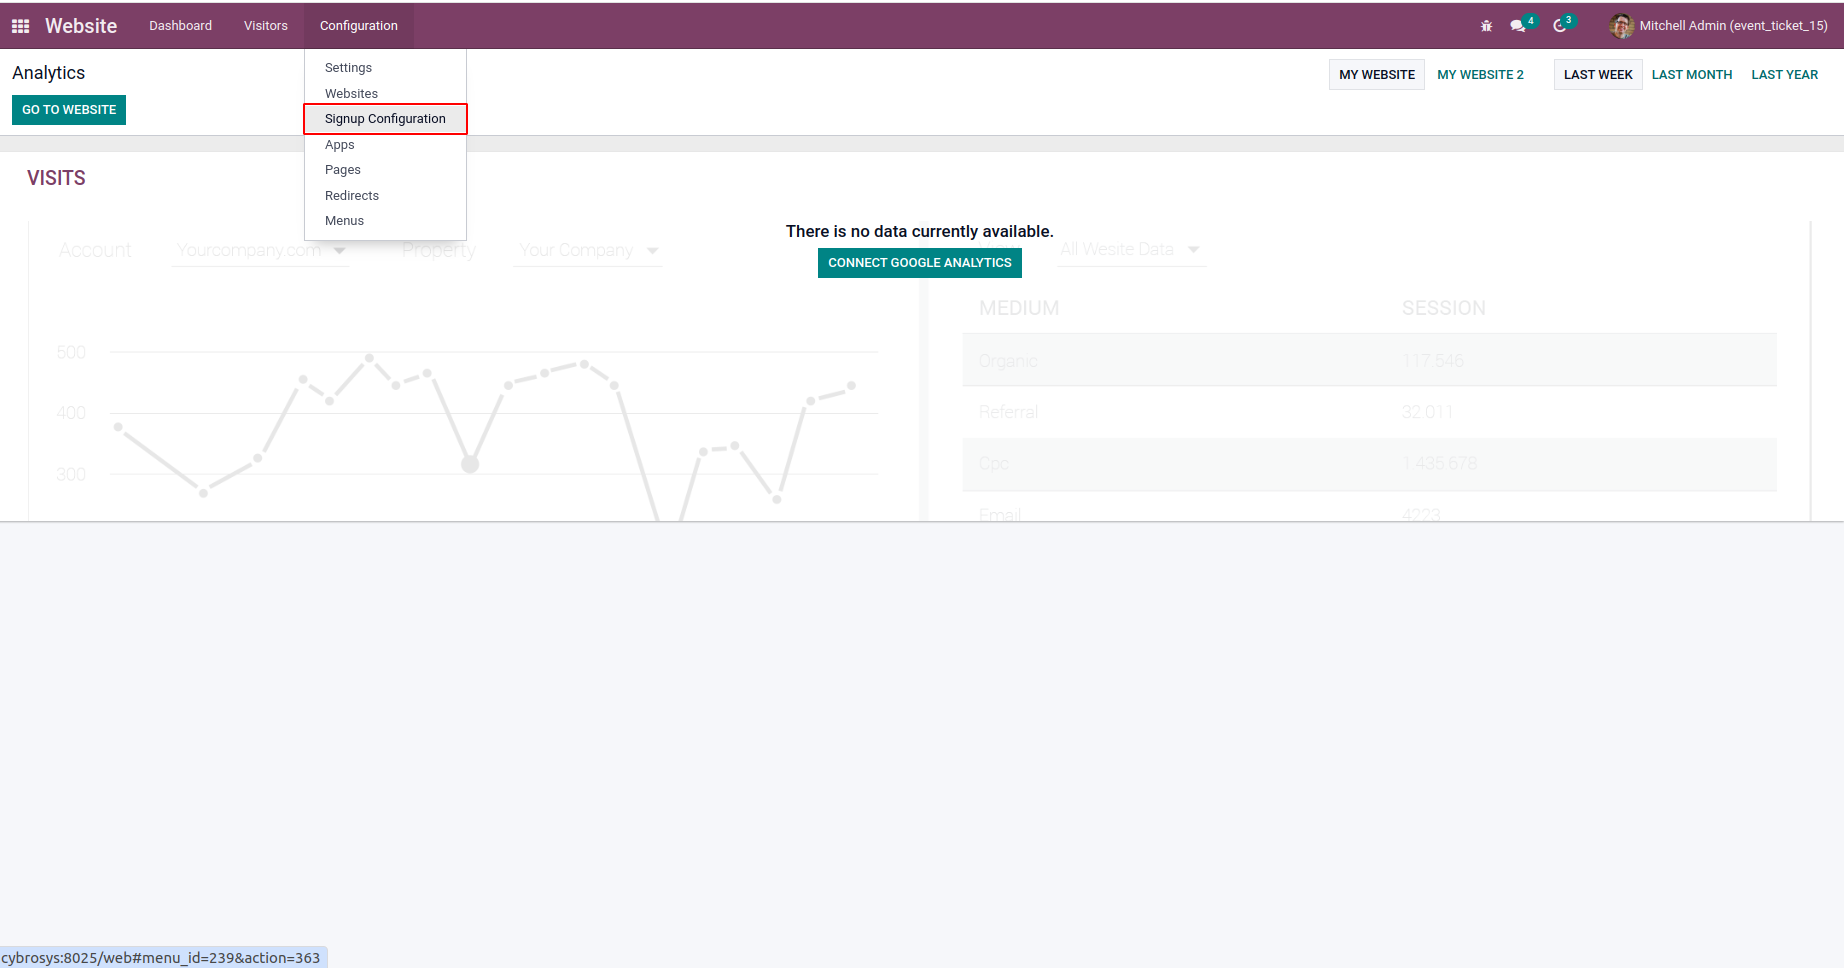 Website Dashboard Visitors Configuration 4 3 Mitchell Admin (event_ticket_15)
Analytics
GO TO WEBSITE
Settings
Websites
Signup Configuration
Apps
Pages
Redirects
Menus
MY WEBSITE MY WEBSITE 2 LAST WEEK LAST MONTH LAST YEAR
VISITS
There is no data currently available.
CONNECT GOOGLE ANALYTICS
Account Yourcompany.com Property Your Company All Wesite Data
500
400
300
MEDIUM SESSION
Organic 117.546
Referral 32.011
Cpc 1.435.678
Email 4223
cybrosys:8025/web#menu_id=239&action=363